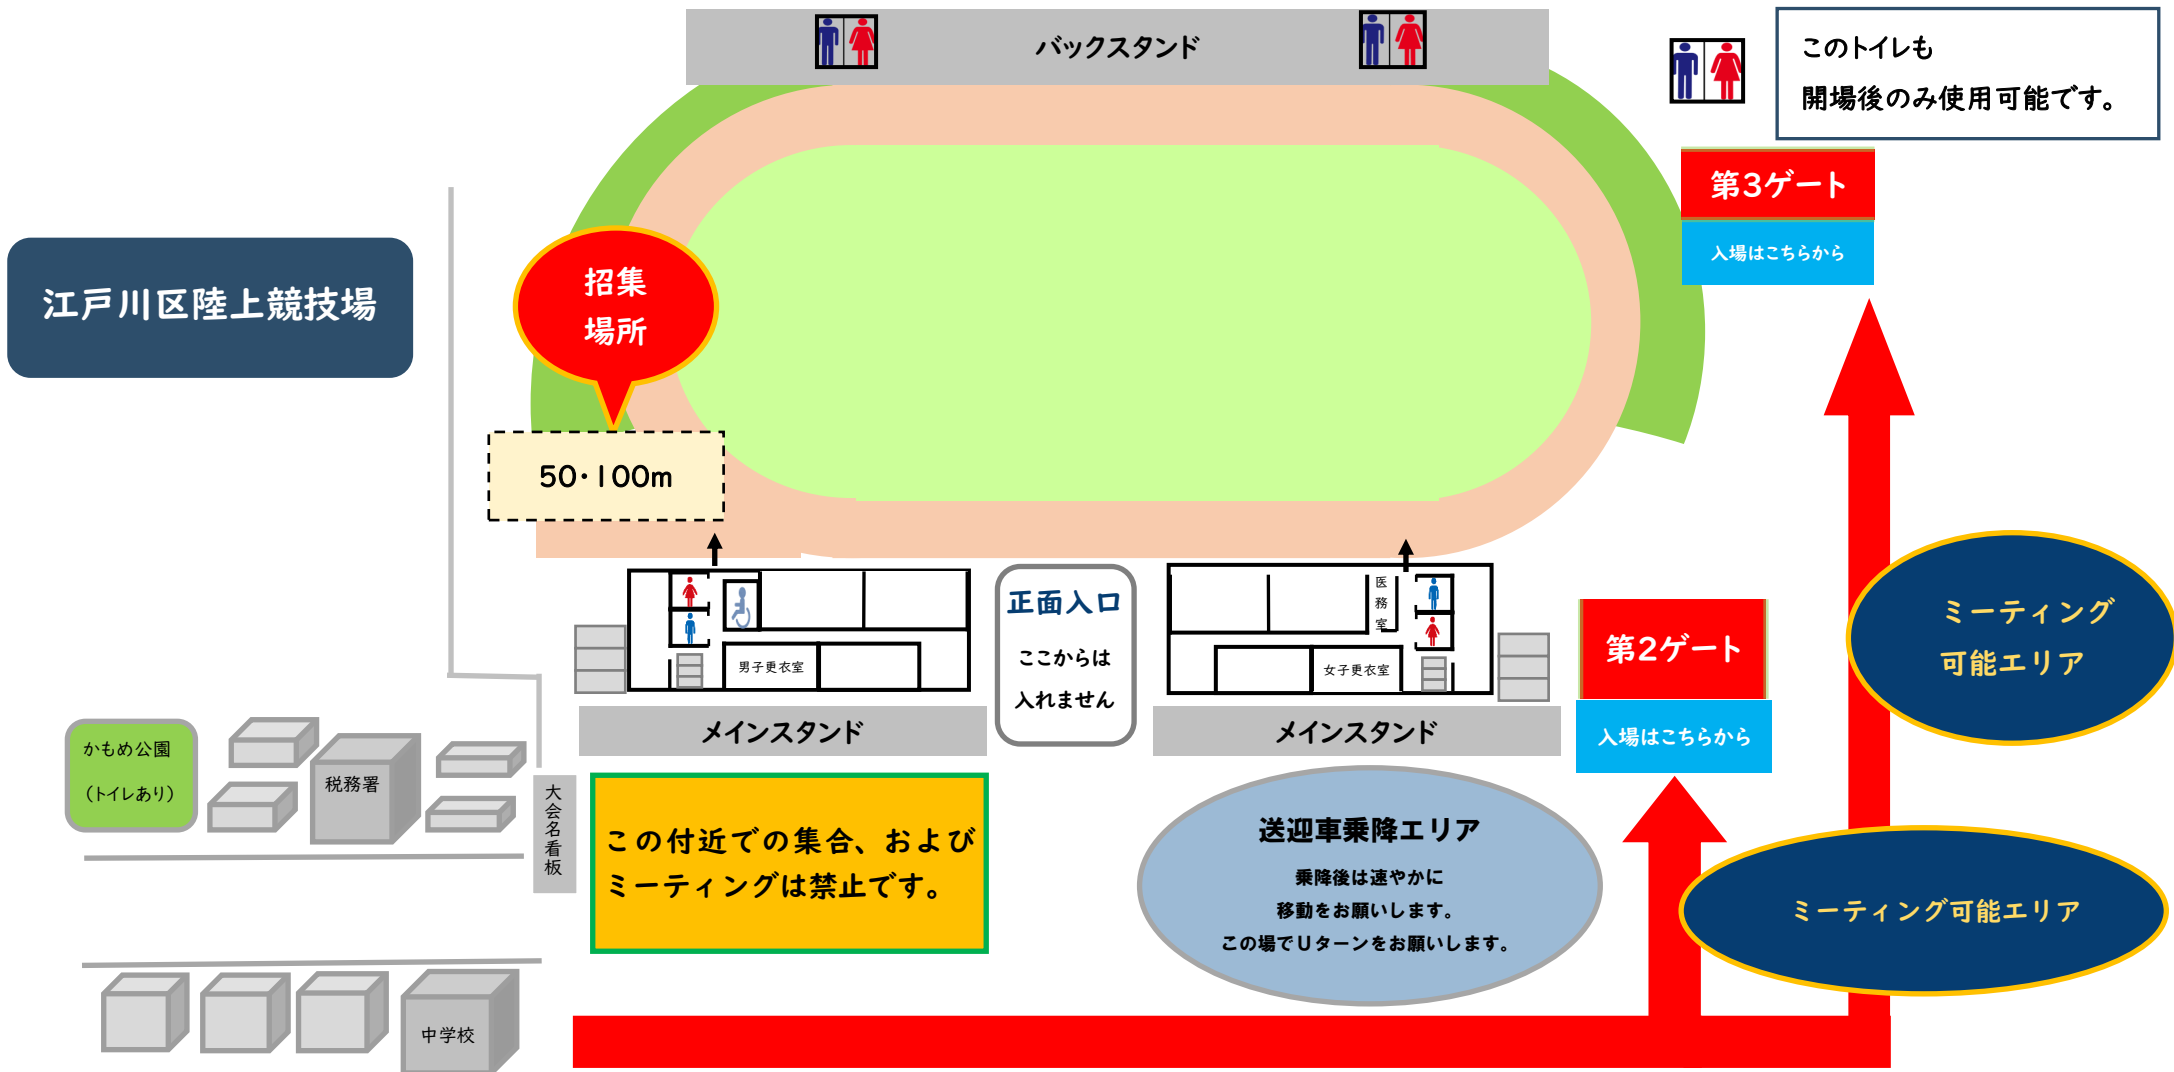 バックスタンド
このトイレも
開場後のみ使用可能です。
第3ゲート
入場はこちらから
江戸川区陸上競技場
招集
場所
50・100m
正面入口
ここからは
入れません
男子更衣室
医
務
室
女子更衣室
メインスタンド
メインスタンド
第2ゲート
入場はこちらから
ミーティング
可能エリア
かもめ公園
（トイレあり）
税務署
大会名看板
この付近での集合、および
ミーティングは禁止です。
送迎車乗降エリア
乗降後は速やかに
移動をお願いします。
この場でUターンをお願いします。
ミーティング可能エリア
中学校